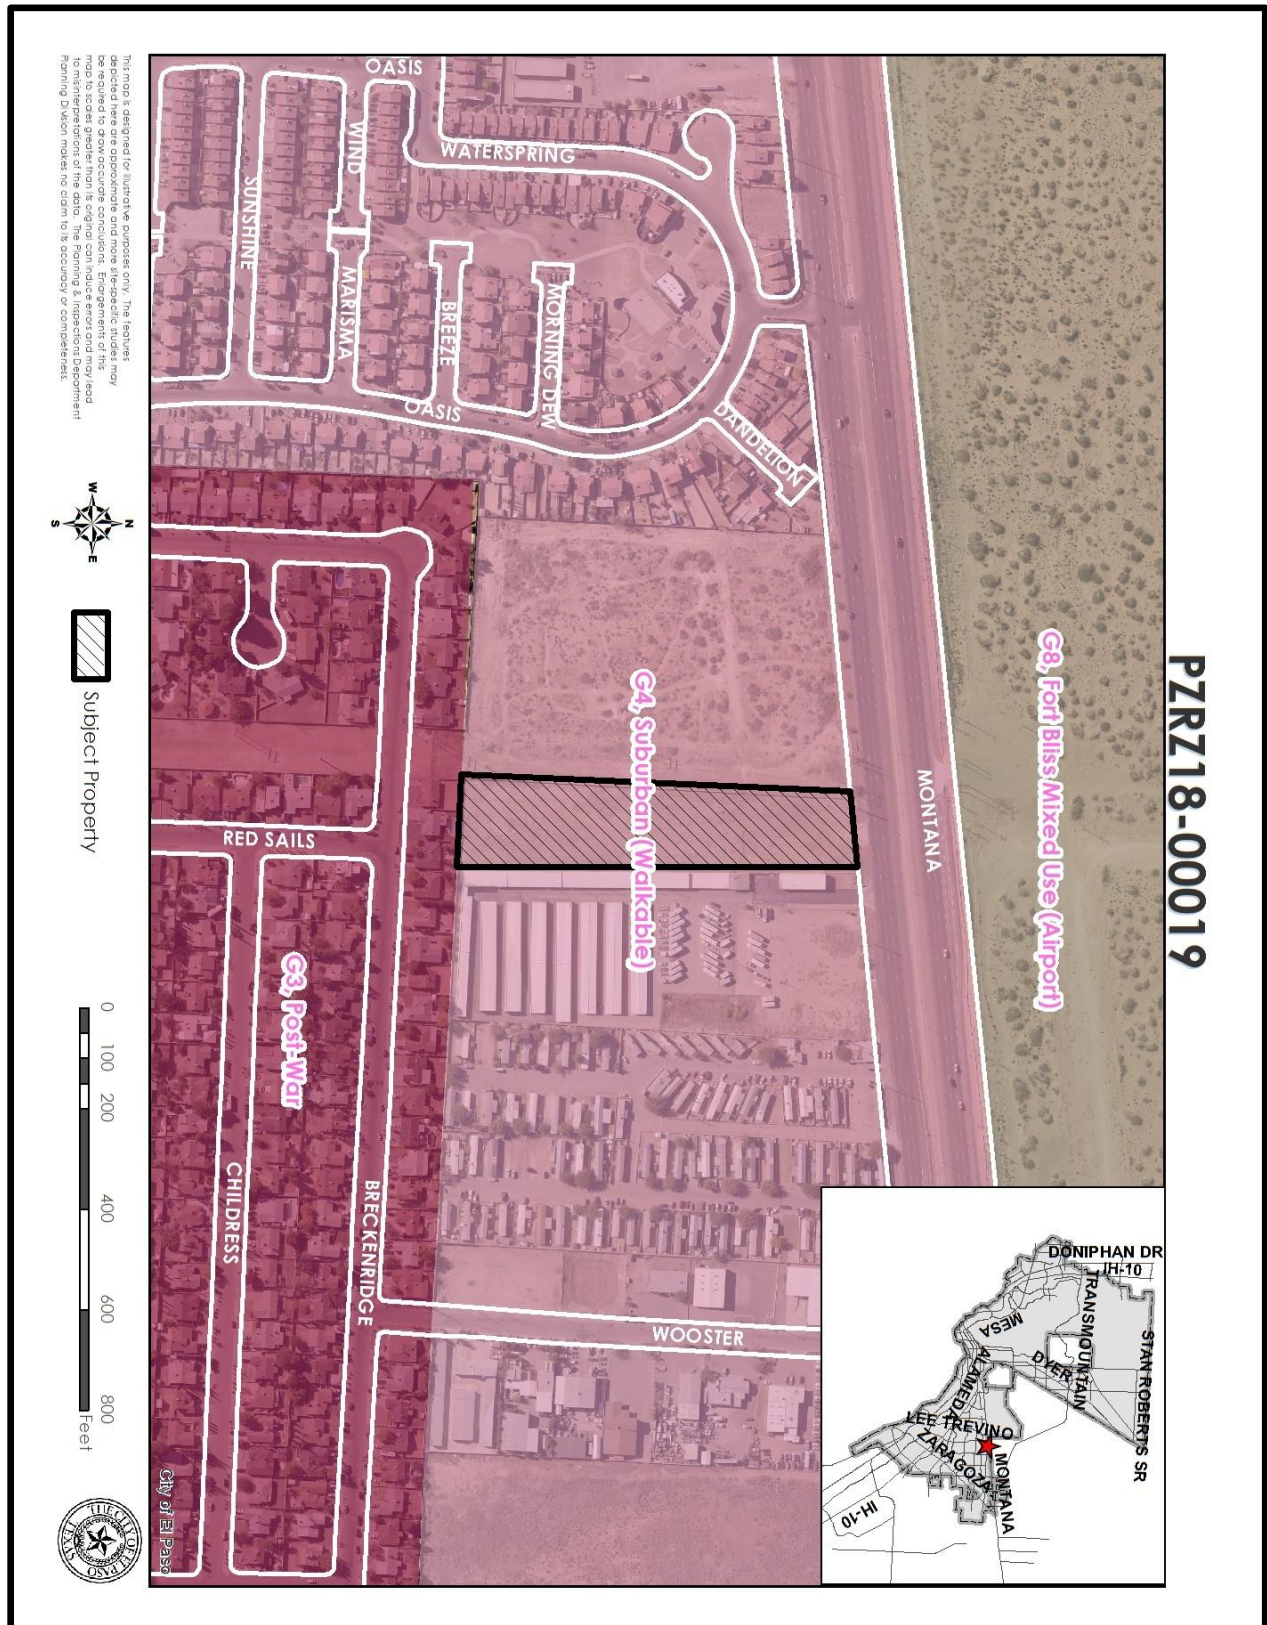 PZRZ18-00019
G8, Fort Bliss Mixed Use (Airport)
MONTANA
G4, Suburban (Walkable)
G3, Post-War
OASIS
WATERSPRING
WIND
SUNSHINE
MARISMA
BREEZE
MORNING DEW
OASIS
DANDELION
RED SAILS
BRECKENRIDGE
CHILDRESS
WOOSTER
DONIPHAN DR
IH-10
TRANSMOUNTAIN
STAN ROBERTS SR
MESA
DYER
ALAMEDA
LEE TREVINO
ZARAGOZA
MONTANA
IH-10
City of El Paso
This map is designed for illustrative purposes only. The features
depicted here are approximate and more site-specific studies may
be required to draw accurate conclusions. Enlargements of this
map to scales greater than its original can induce errors and may lead
to misinterpretations of the data. The Planning & Inspections Department
Planning Division makes no claim to its accuracy or completeness.
N
W
E
S
Subject Property
0 100 200 400 600 800
Feet
THE CITY OF EL PASO
TEXAS